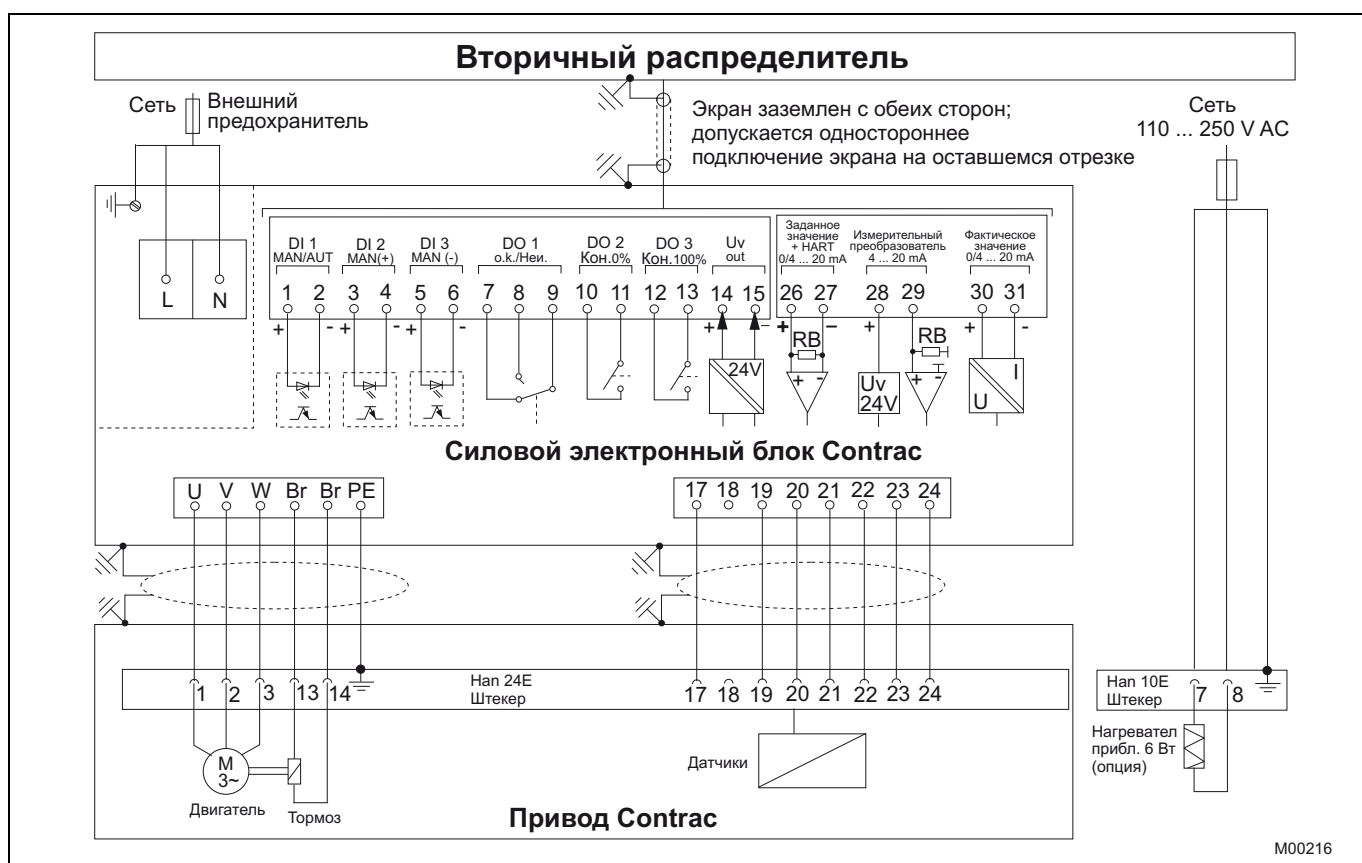 Вторичный распределитель
Сеть
Внешний
предохранитель
Экран заземлен с обеих сторон;
допускается одностороннее
подключение экрана на оставшемся отрезке
Сеть
110 ... 250 V AC
L N
DI 1
MAN/AUT
DI 2
MAN(+)
DI 3
MAN (-)
DO 1
o.k./Неи.
DO 2
Кон.0%
DO 3
Кон.100%
Uv
out
Заданное
значение
+ HART
0/4 ... 20 mA
Измерительный
преобразователь
4 ... 20 mA
Фактическое
значение
0/4 ... 20 mA
1 2 3 4 5 6 7 8 9 10 11 12 13 14 15 26 27 28 29 30 31
+ - + - + - + - + - + + -
RB RB
24V
+ -
Uv
24V
+ -
I
U
Силовой электронный блок Contrac
U V W Br Br PE
17 18 19 20 21 22 23 24
1 2 3 13 14
Han 24E
Штекер
17 18 19 20 21 22 23 24
Han 10E
Штекер
7 8
M
3~
Двигатель
Тормоз
Датчики
Нагревател
прибл. 6 Вт
(опция)
Привод Contrac
M00216